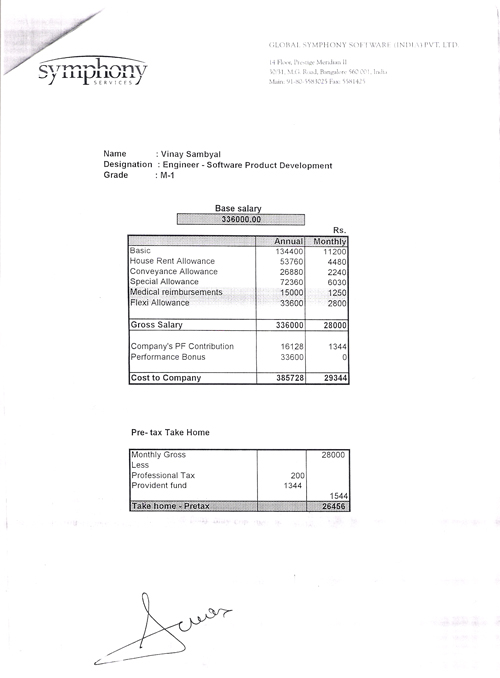 symphony
SERVICES
GLOBAL SYMPHONY SOFTWARE (INDIA) PVT. LTD.
14 Floor, Prestige Meridian II
30/31, M.G. Road, Bangalore 560 001, India
Main: 91-80-5583025 Fax: 5581425
Name : Vinay Sambyal
Designation : Engineer - Software Product Development
Grade : M-1
Base salary
336000.00
Rs.
Annual Monthly
Basic 134400 11200
House Rent Allowance 53760 4480
Conveyance Allowance 26880 2240
Special Allowance 72360 6030
Medical reimbursements 15000 1250
Flexi Allowance 33600 2800
Gross Salary 336000 28000
Company's PF Contribution 16128 1344
Performance Bonus 33600 0
Cost to Company 385728 29344
Pre- tax Take Home
Monthly Gross 28000
Less
Professional Tax 200
Provident fund 1344
1544
Take home - Pretax 26456